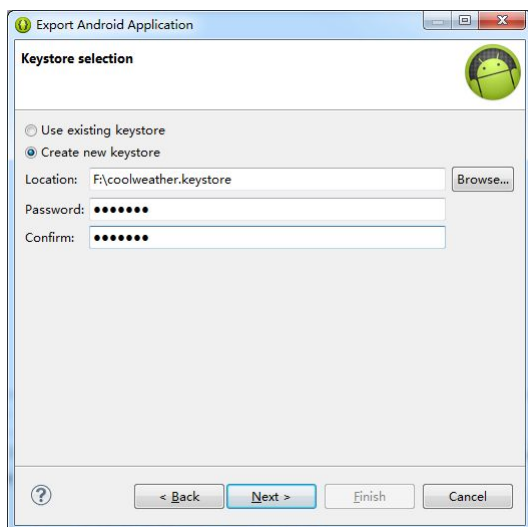 Export Android Application
Keystore selection
Use existing keystore
Create new keystore
Location: F:\coolweather.keystore Browse...
Password: •••••••
Confirm: •••••••
? < Back Next > Finish Cancel